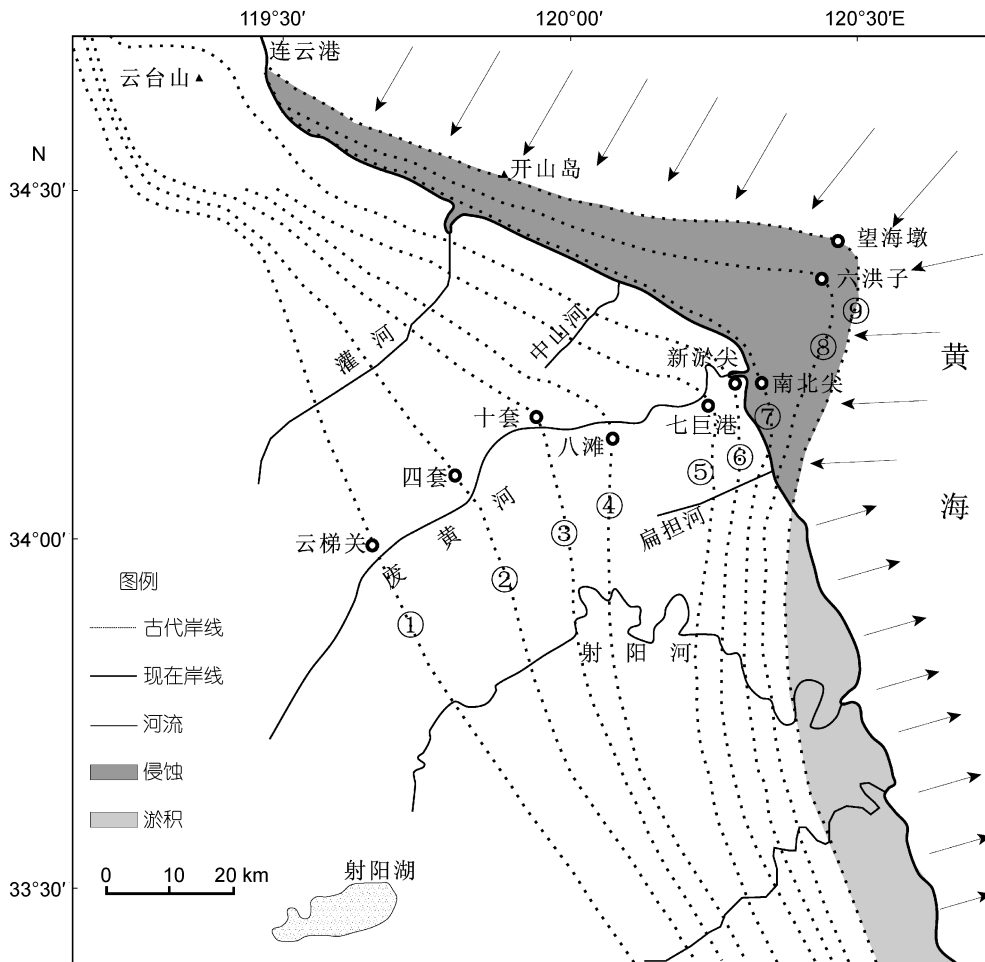 119°30′
120°00′
120°30′E
连云港
云台山
开山岛
N
34°30′
望海墩
六洪子
⑨
⑧
黄
海
灌河
中山河
新淤尖
南北尖
⑦
十套
七巨港
八滩
⑥
⑤
四套
④
③
扁担河
34°00′
云梯关
废黄河
②
①
射阳河
图例
古代岸线
现在岸线
河流
侵蚀
淤积
射阳湖
0 10 20 km
33°30′